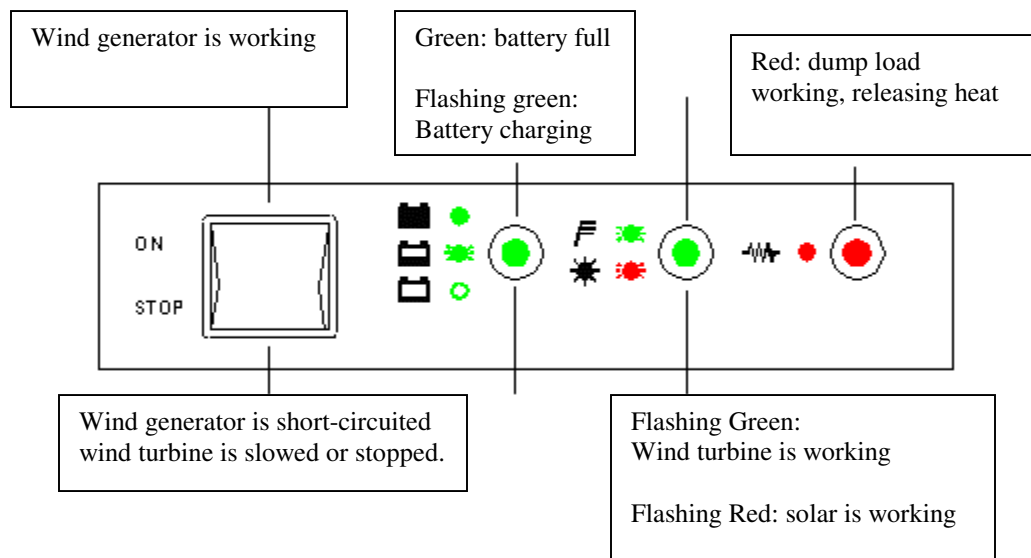 Wind generator is working
Green: battery full
Flashing green:
Battery charging
Red: dump load
working, releasing heat
ON
STOP
Wind generator is short-circuited
wind turbine is slowed or stopped.
Flashing Green:
Wind turbine is working
Flashing Red: solar is working